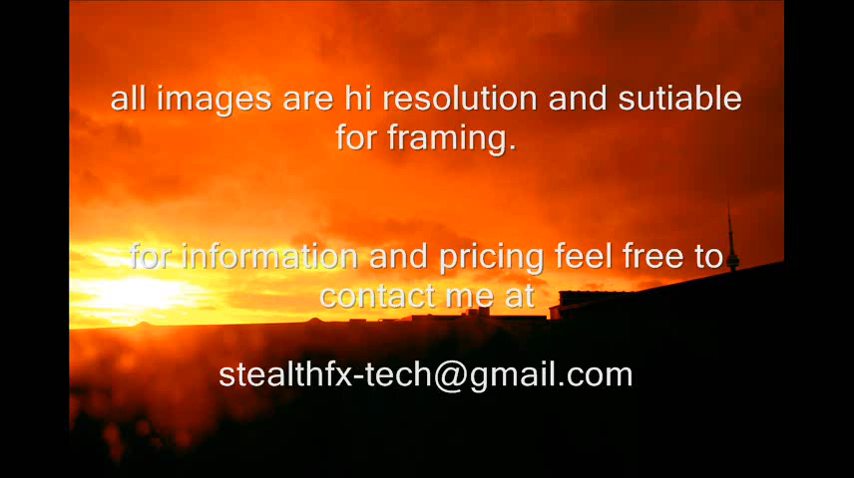 all images are hi resolution and sutiable
for framing.
for information and pricing feel free to
contact me at
stealthfx-tech@gmail.com